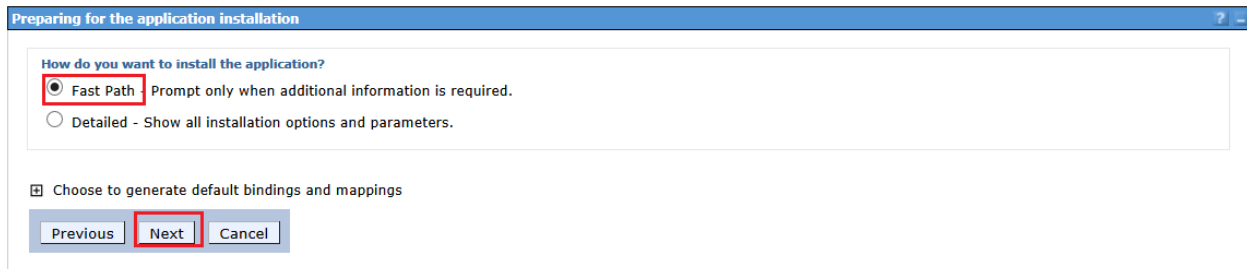 Preparing for the application installation ? –
How do you want to install the application?
Fast Path - Prompt only when additional information is required.
Detailed - Show all installation options and parameters.
Choose to generate default bindings and mappings
Previous Next Cancel